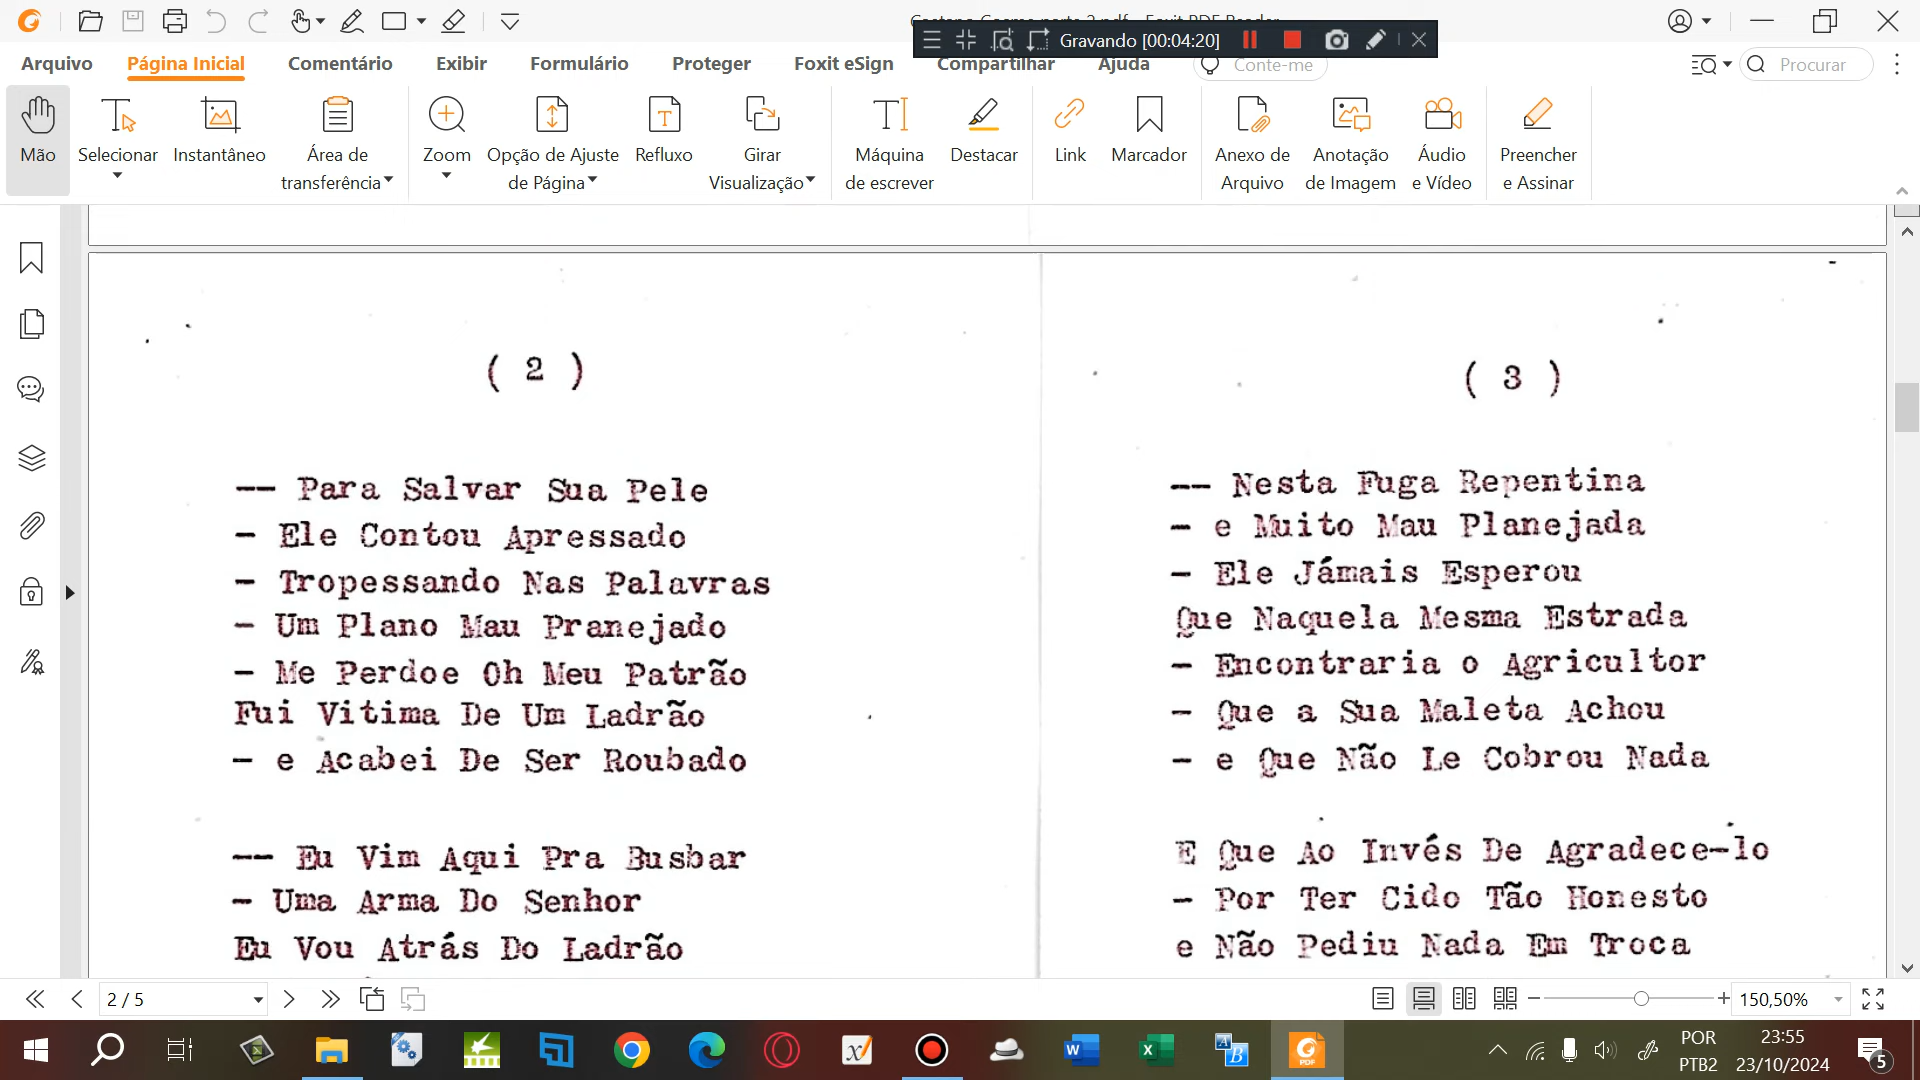 Gravando [00:04:20]
Arquivo Página Inicial Comentário Exibir Formulário Proteger Foxit eSign Compartilhar Ajuda Conte-me Procurar
Mão
Selecionar
Instantâneo
Área de
transferência
Zoom
Opção de Ajuste
de Página
Refluxo
Girar
Visualização
Máquina
de escrever
Destacar
Link
Marcador
Anexo de
Arquivo
Anotação
de Imagem
Áudio
e Vídeo
Preencher
e Assinar
( 2 )
-- Para Salvar Sua Pele
- Ele Contou Apressado
- Tropessando Nas Palavras
- Um Plano Mau Pranejado
- Me Perdoe Oh Meu Patrão
Fui Vitima De Um Ladrão
- e Acabei De Ser Roubado
-- Eu Vim Aqui Pra Busbar
- Uma Arma Do Senhor
Eu Vou Atrás Do Ladrão
( 3 )
-- Nesta Fuga Repentina
- e Muito Mau Planejada
- Ele Jámais Esperou
Que Naquela Mesma Estrada
- Encontraria o Agricultor
- Que a Sua Maleta Achou
- e Que Não Le Cobrou Nada
E Que Ao Invés De Agradece-lo
- Por Ter Cido Tão Honesto
e Não Pediu Nada Em Troca
2 / 5
150,50%
POR
PTB2
23:55
23/10/2024
5